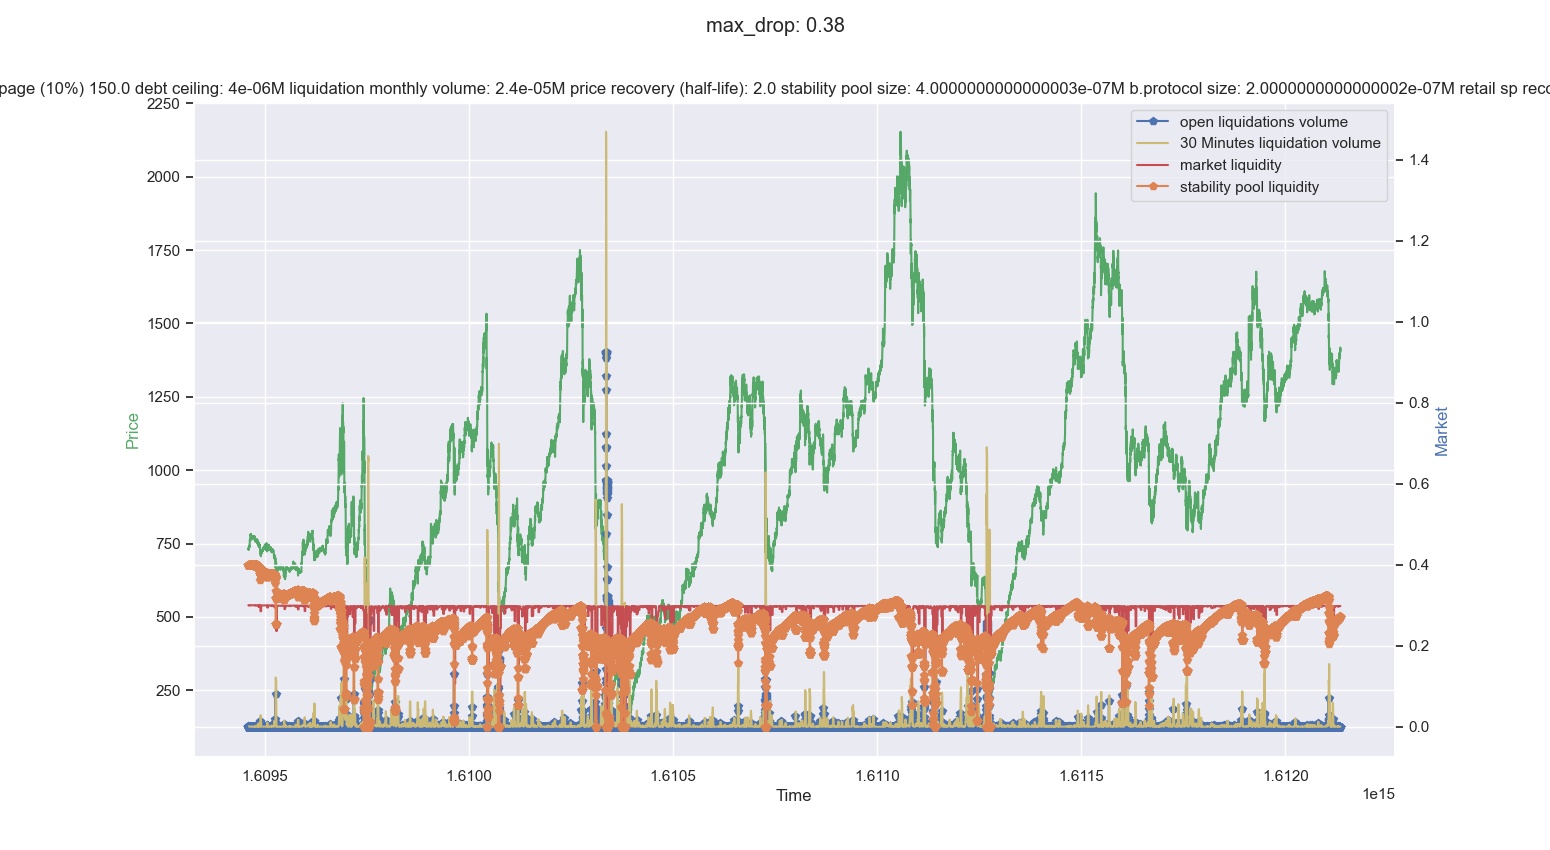 max_drop: 0.38
page (10%) 150.0 debt ceiling: 4e-06M liquidation monthly volume: 2.4e-05M price recovery (half-life): 2.0 stability pool size: 4.0000000000000003e-07M b.protocol size: 2.0000000000000002e-07M retail sp reco
open liquidations volume
30 Minutes liquidation volume
market liquidity
stability pool liquidity
Price
2250
2000
1750
1500
1250
1000
750
500
250
Market
1.4
1.2
1.0
0.8
0.6
0.4
0.2
0.0
1.6095 1.6100 1.6105 1.6110 1.6115 1.6120
Time
1e15